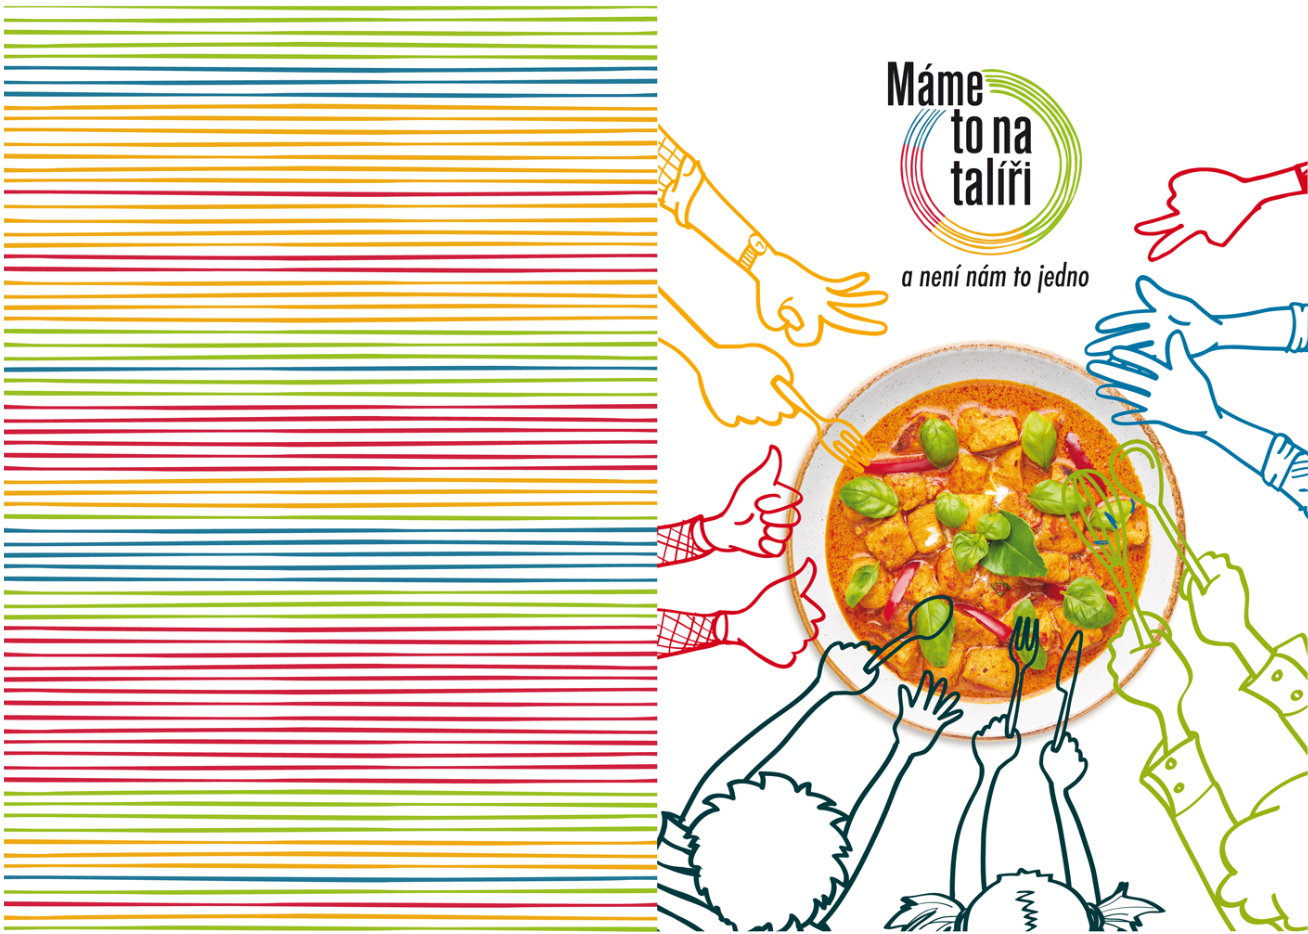 Máme
to na
talíři
a není nám to jedno